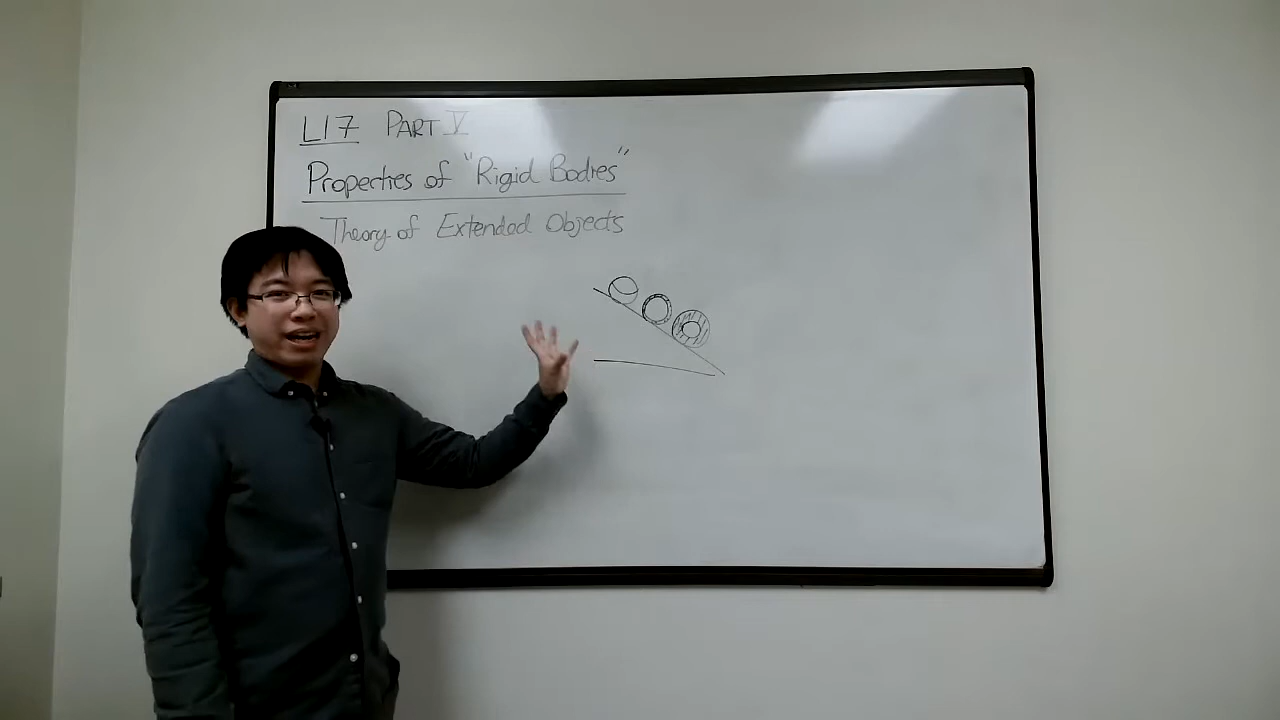 L17 PART V
Properties of "Rigid Bodies"
Theory of Extended Objects